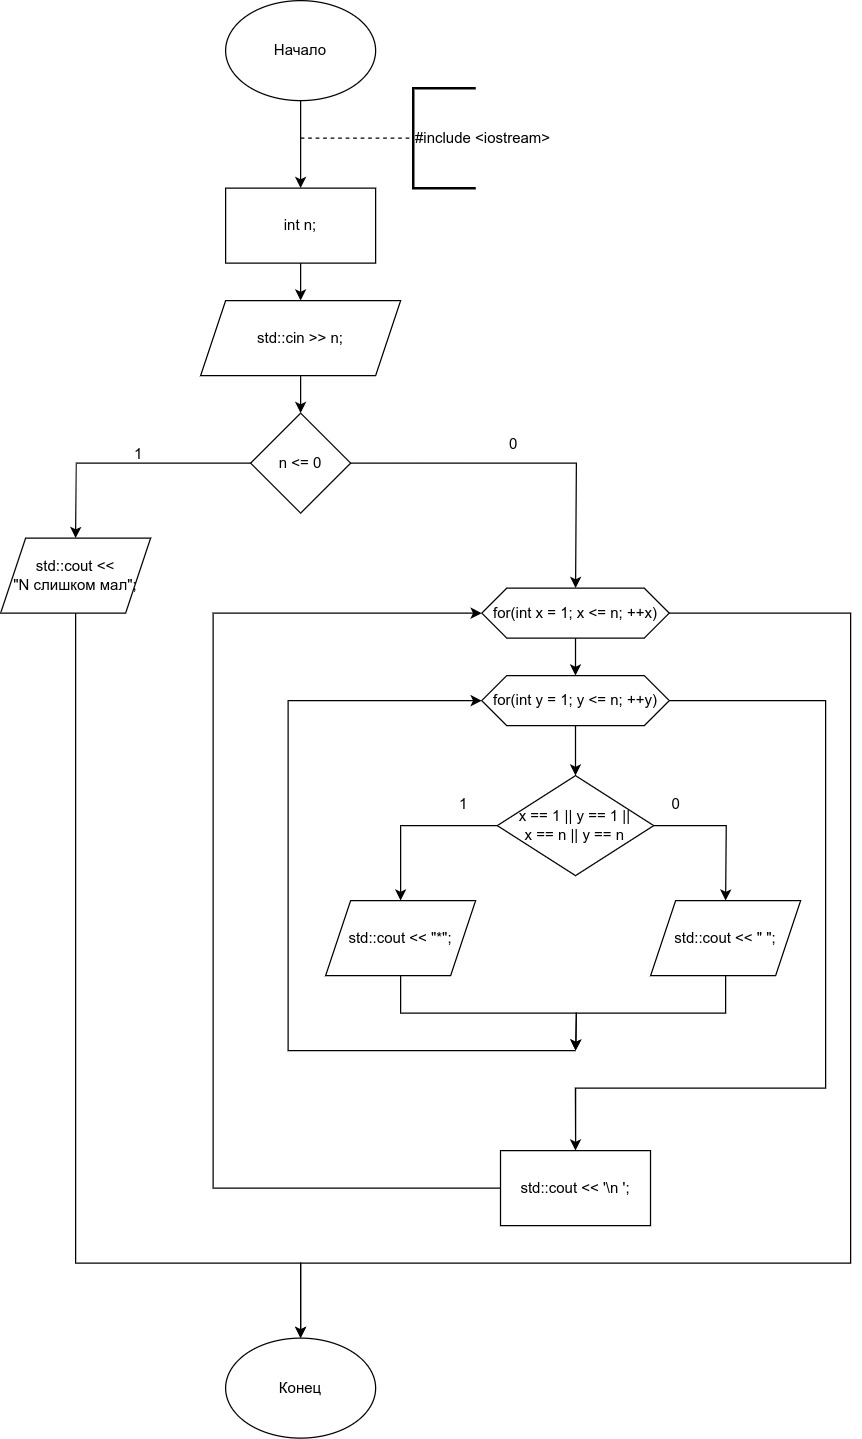 Начало
#include <iostream>
int n;
std::cin >> n;
n <= 0
1
0
std::cout <<
"N слишком мал";
for(int x = 1; x <= n; ++x)
for(int y = 1; y <= n; ++y)
x == 1 || y == 1 ||
x == n || y == n
1
0
std::cout << "*";
std::cout << " ";
std::cout << '\n ';
Конец